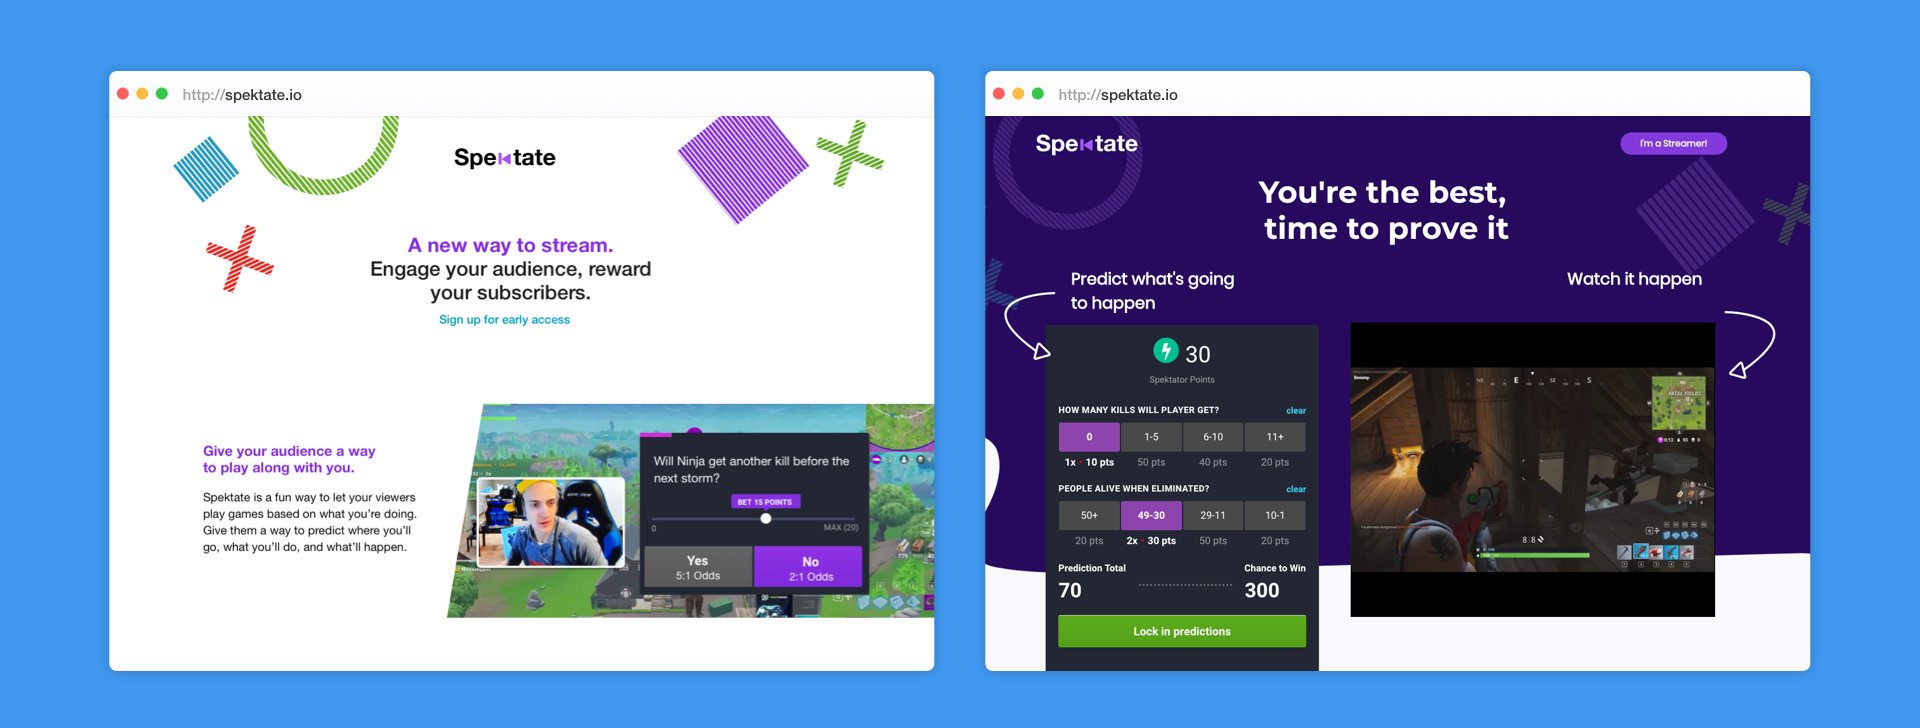 http://spektate.io
Spektate
A new way to stream.
Engage your audience, reward
your subscribers.
Sign up for early access
Give your audience a way
to play along with you.
Spektate is a fun way to let your viewers
play games based on what you're doing.
Give them a way to predict where you'll
go, what you'll do, and what'll happen.
Will Ninja get another kill before the
next storm?
BET 15 POINTS
0
MAX (20)
Yes
5:1 Odds
No
2:1 Odds
http://spektate.io
Spektate
I'm a Streamer!
You're the best,
time to prove it
Predict what's going
to happen
Watch it happen
30
Spektator Points
HOW MANY KILLS WILL PLAYER GET? clear
0 1-5 6-10 11+
1x • 10 pts 50 pts 40 pts 20 pts
PEOPLE ALIVE WHEN ELIMINATED? clear
50+ 49-30 29-11 10-1
20 pts 2x • 30 pts 50 pts 20 pts
Prediction Total Chance to Win
70 300
Lock in predictions
NE E SE S
FATAL FIELDS